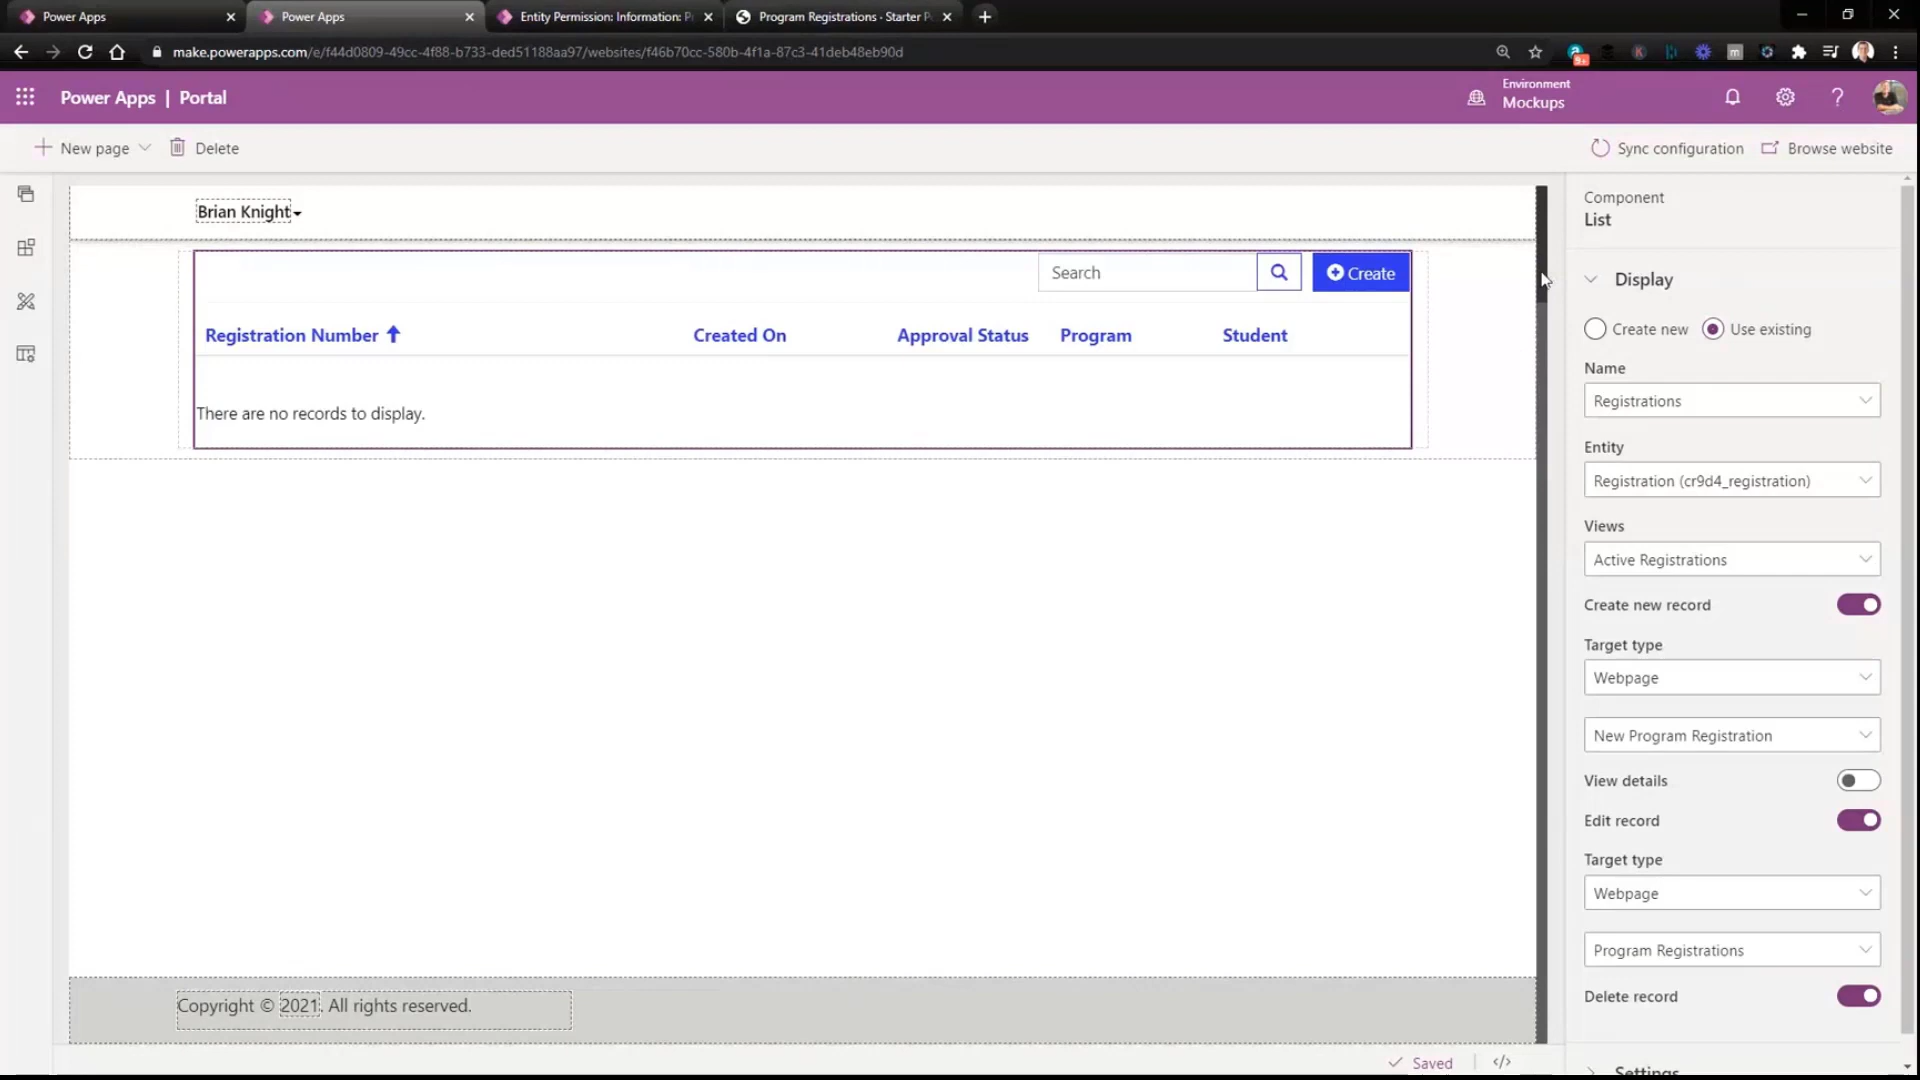 Power Apps
Power Apps
Entity Permission: Information: P
Program Registrations · Starter P
make.powerapps.com/e/f44d0809-49cc-4f88-b733-ded51188aa97/websites/f46b70cc-580b-4f1a-87c3-41deb48eb90d
9+
Power Apps | Portal
Environment
Mockups
New page
Delete
Sync configuration
Browse website
Brian Knight
Search
Create
Registration Number
Created On
Approval Status
Program
Student
There are no records to display.
Copyright © 2021. All rights reserved.
Saved
</>
Component
List
Display
Create new
Use existing
Name
Registrations
Entity
Registration (cr9d4_registration)
Views
Active Registrations
Create new record
Target type
Webpage
New Program Registration
View details
Edit record
Target type
Webpage
Program Registrations
Delete record
Settings